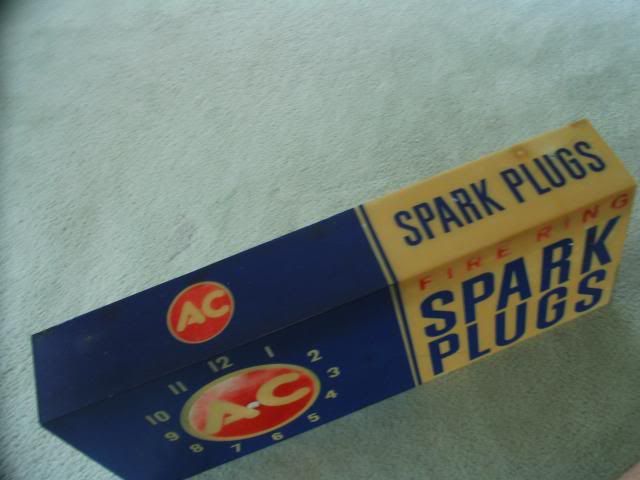 AC
SPARK PLUGS
FIRE RING
SPARK
PLUGS
A-C
12
1
2
3
4
5
6
7
8
9
10
11